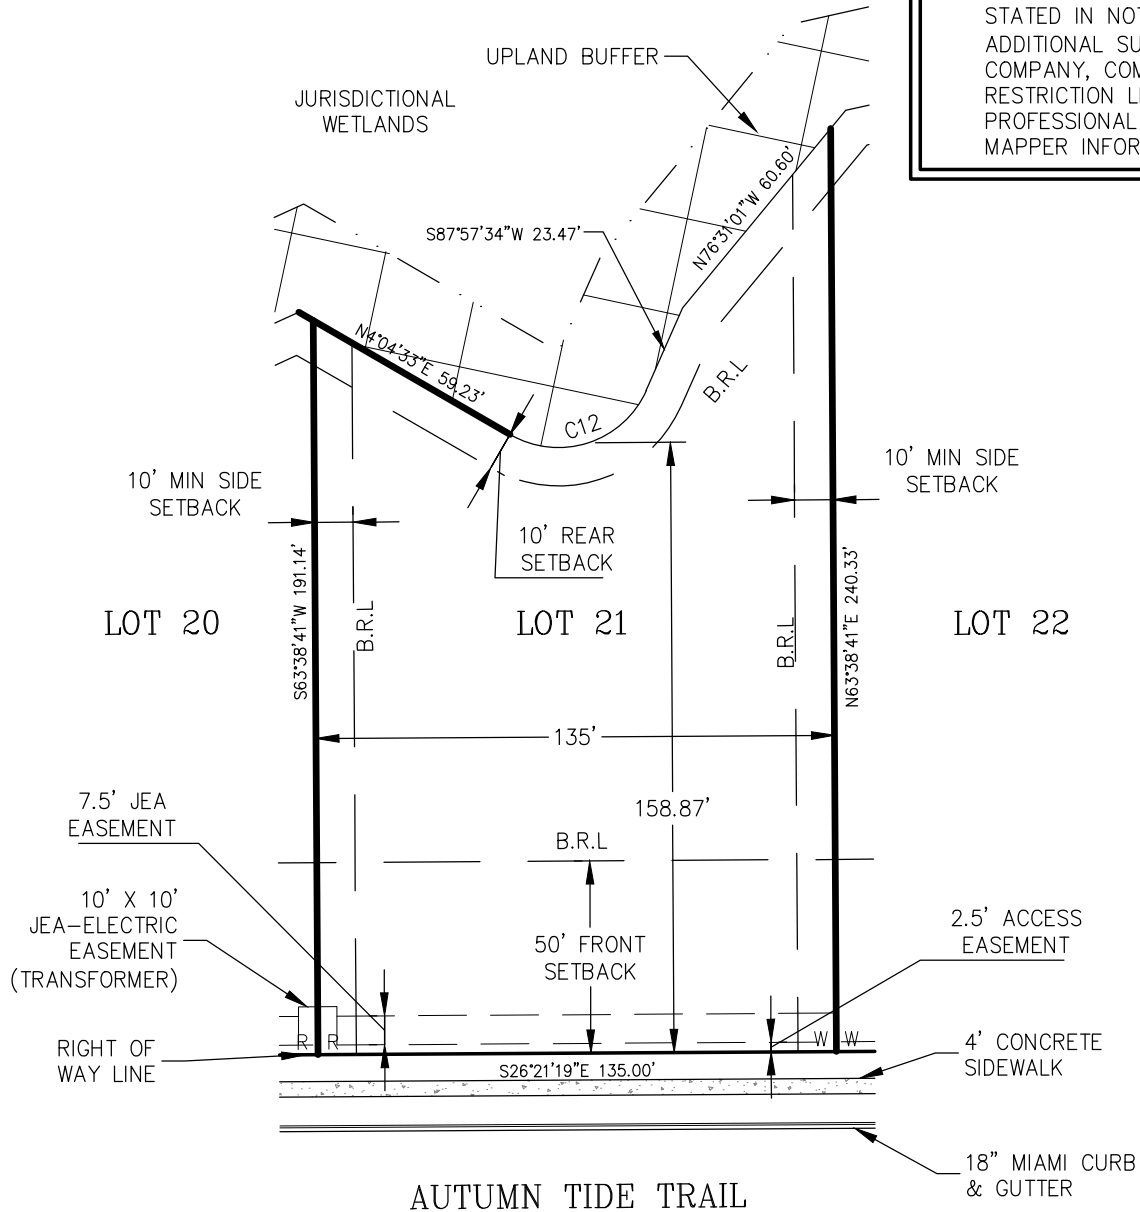 STATED IN NOT
ADDITIONAL SU
COMPANY, COM
RESTRICTION L
PROFESSIONAL
MAPPER INFOR
UPLAND BUFFER
JURISDICTIONAL
WETLANDS
N76°31'01"W 60.60'
S87°57'34"W 23.47'
N4°04'33"E 59.23'
B.R.L
C12
10' MIN SIDE
SETBACK
10' MIN SIDE
SETBACK
10' REAR
SETBACK
S63°38'41"W 191.14'
N63°38'41"E 240.33'
LOT 20
B.R.L
LOT 21
B.R.L
LOT 22
135'
158.87'
7.5' JEA
EASEMENT
B.R.L
10' X 10'
JEA-ELECTRIC
EASEMENT
(TRANSFORMER)
50' FRONT
SETBACK
2.5' ACCESS
EASEMENT
R R
W W
RIGHT OF
WAY LINE
4' CONCRETE
SIDEWALK
S26°21'19"E 135.00'
18" MIAMI CURB
& GUTTER
AUTUMN TIDE TRAIL